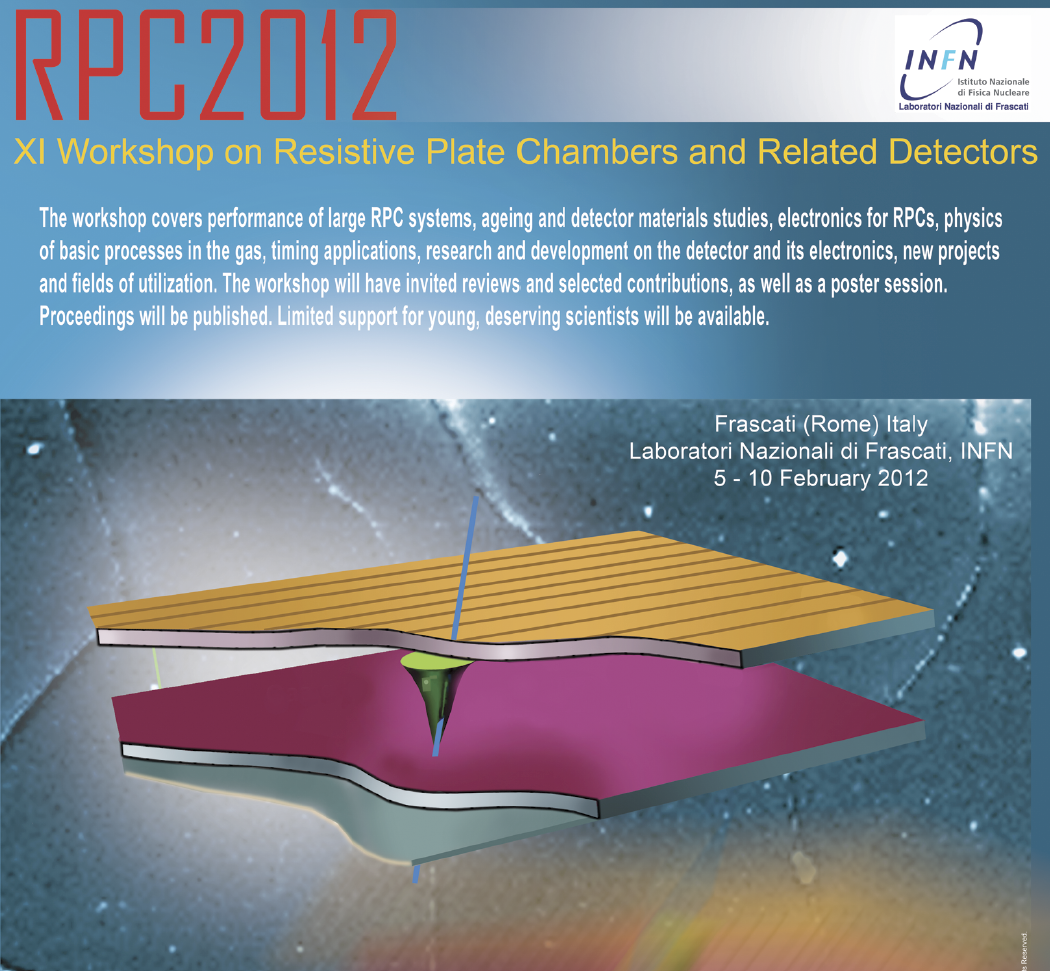 RPC2012
INFN
Istituto Nazionale
di Fisica Nucleare
Laboratori Nazionali di Frascati
XI Workshop on Resistive Plate Chambers and Related Detectors
The workshop covers performance of large RPC systems, ageing and detector materials studies, electronics for RPCs, physics
of basic processes in the gas, timing applications, research and development on the detector and its electronics, new projects
and fields of utilization. The workshop will have invited reviews and selected contributions, as well as a poster session.
Proceedings will be published. Limited support for young, deserving scientists will be available.
Frascati (Rome) Italy
Laboratori Nazionali di Frascati, INFN
5 - 10 February 2012
Reserved.